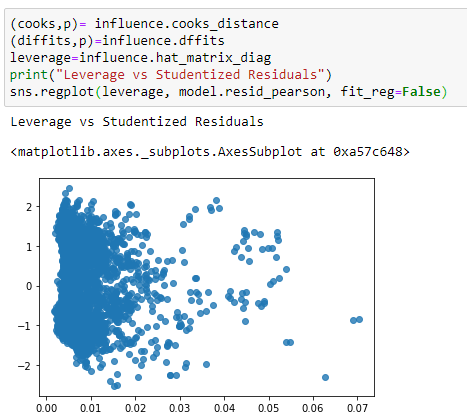 (cooks,p)= influence.cooks_distance
(diffits,p)=influence.dffits
leverage=influence.hat_matrix_diag
print("Leverage vs Studentized Residuals")
sns.regplot(leverage, model.resid_pearson, fit_reg=False)
Leverage vs Studentized Residuals
<matplotlib.axes._subplots.AxesSubplot at 0xa57c648>
2
1
0
−1
−2
0.00 0.01 0.02 0.03 0.04 0.05 0.06 0.07